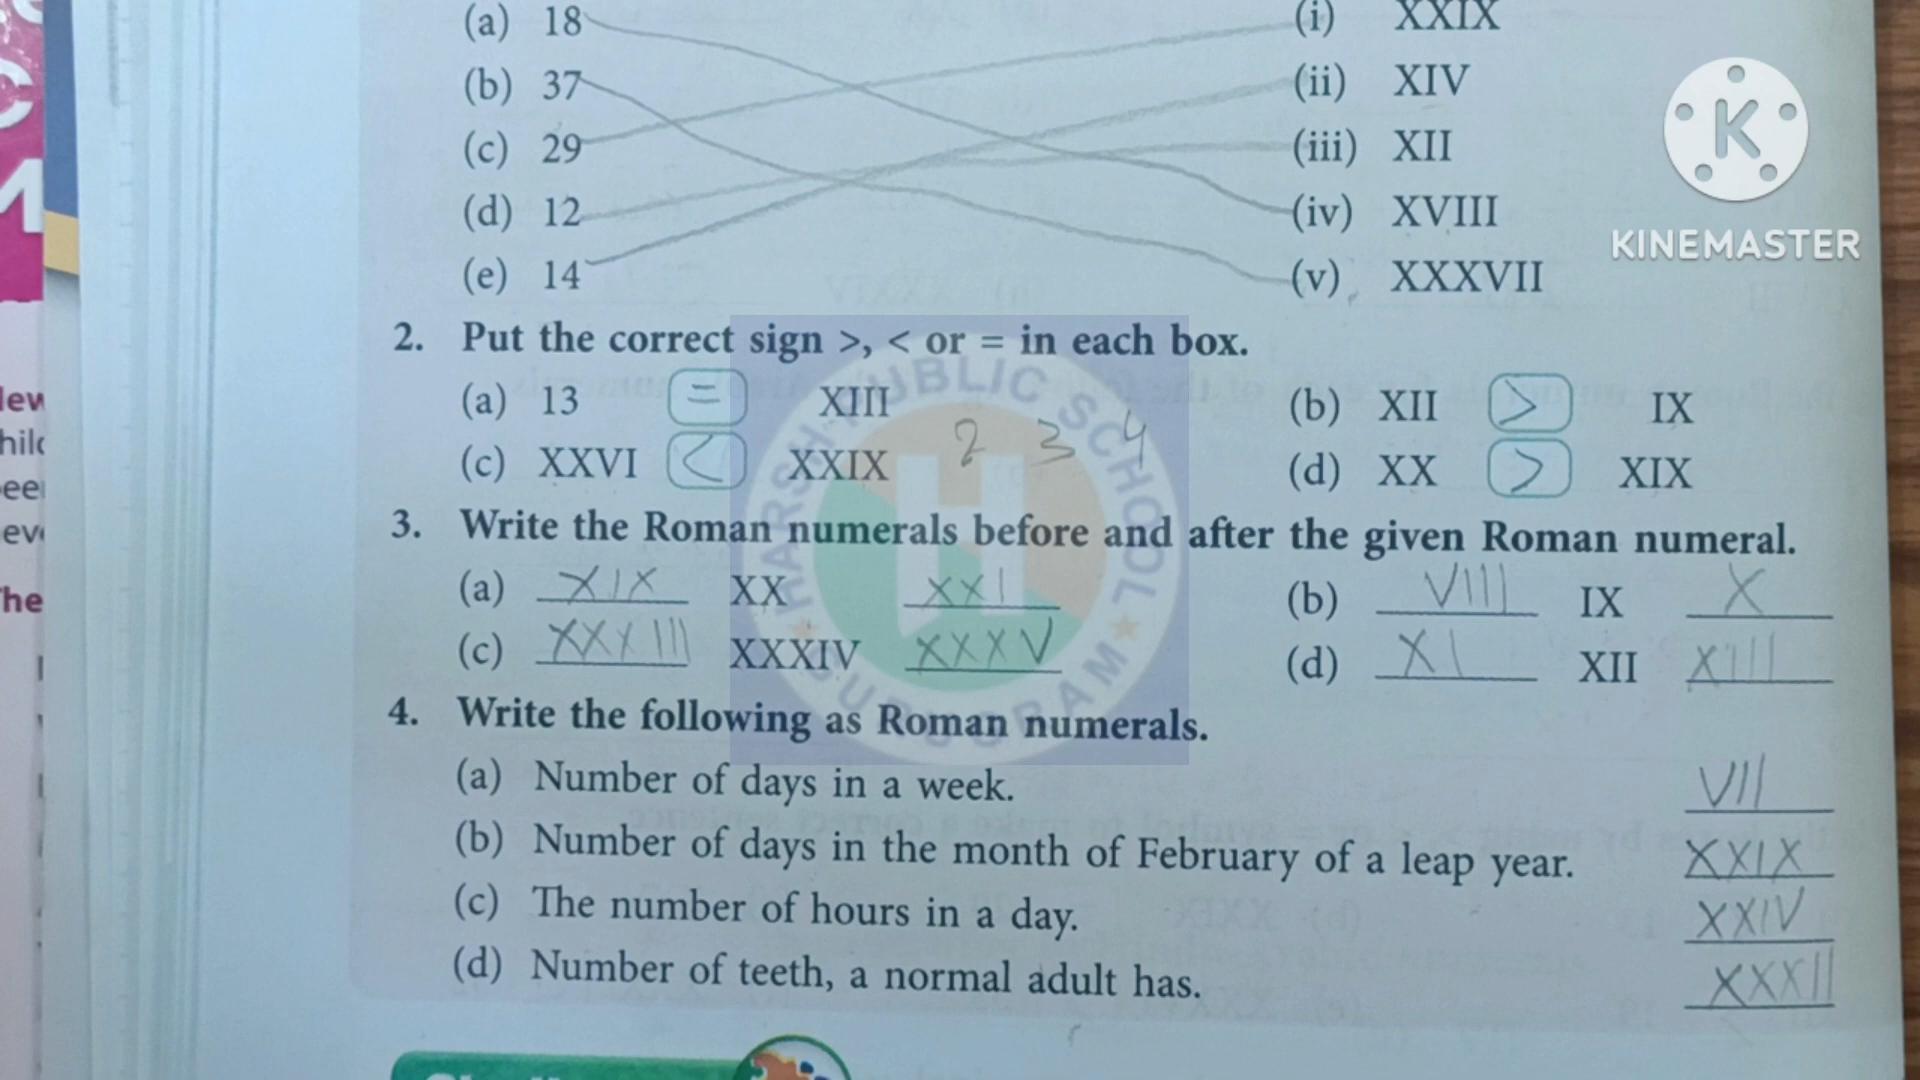 (a) 18 (i) XXIX
(b) 37 (ii) XIV
(c) 29 (iii) XII
(d) 12 (iv) XVIII
(e) 14 (v) XXXVII
KINEMASTER
2. Put the correct sign >, < or = in each box.
(a) 13 = XIII (b) XII > IX
2 3 4
(c) XXVI < XXIX (d) XX > XIX
3. Write the Roman numerals before and after the given Roman numeral.
(a) XIX XX XXI (b) VIII IX X
(c) XXXIII XXXIV XXXV (d) XI XII XIII
4. Write the following as Roman numerals.
(a) Number of days in a week. VII
(b) Number of days in the month of February of a leap year. XXIX
(c) The number of hours in a day. XXIV
(d) Number of teeth, a normal adult has. XXXII
HARSH PUBLIC SCHOOL
GURUGRAM